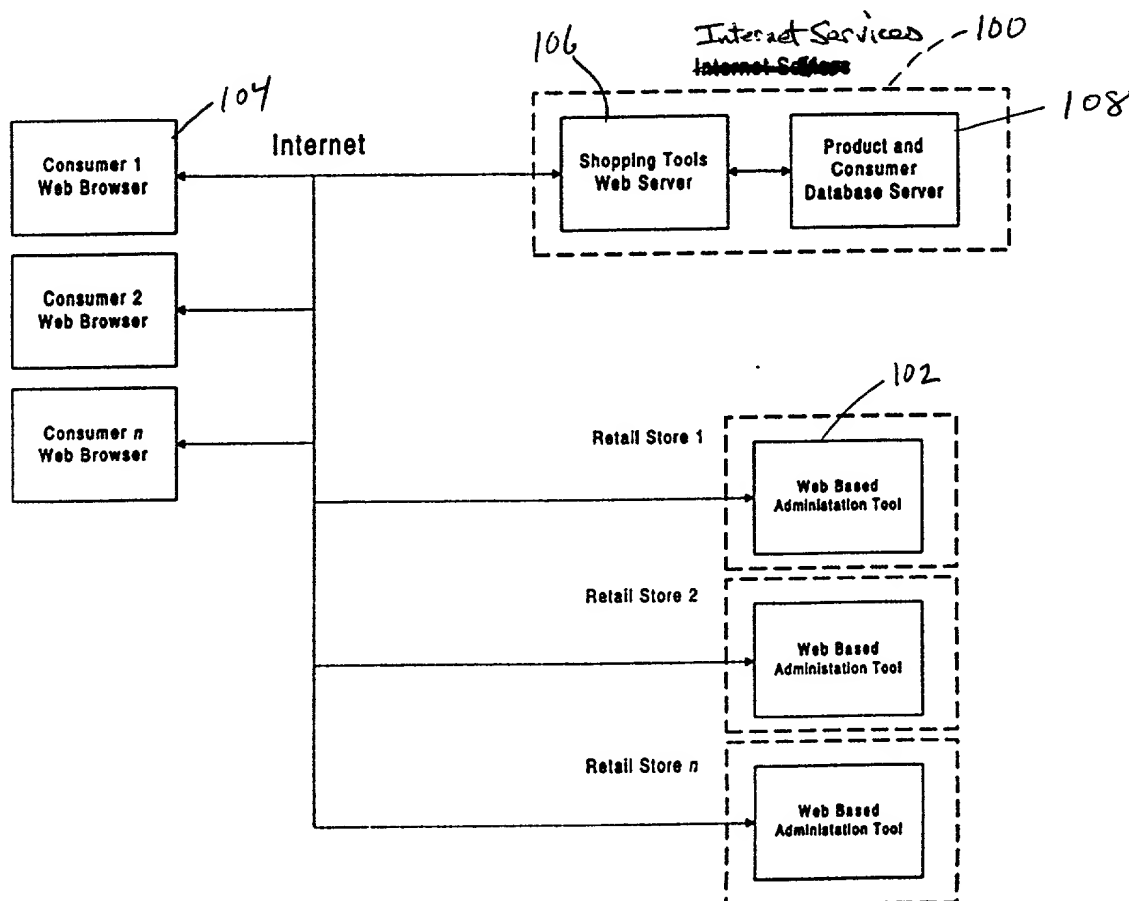 Internet Services
100
106
108
104
Internet
Consumer 1
Web Browser
Shopping Tools
Web Server
Product and
Consumer
Database Server
Consumer 2
Web Browser
Consumer n
Web Browser
102
Retail Store 1
Web Based
Administation Tool
Retail Store 2
Web Based
Administation Tool
Retail Store n
Web Based
Administation Tool